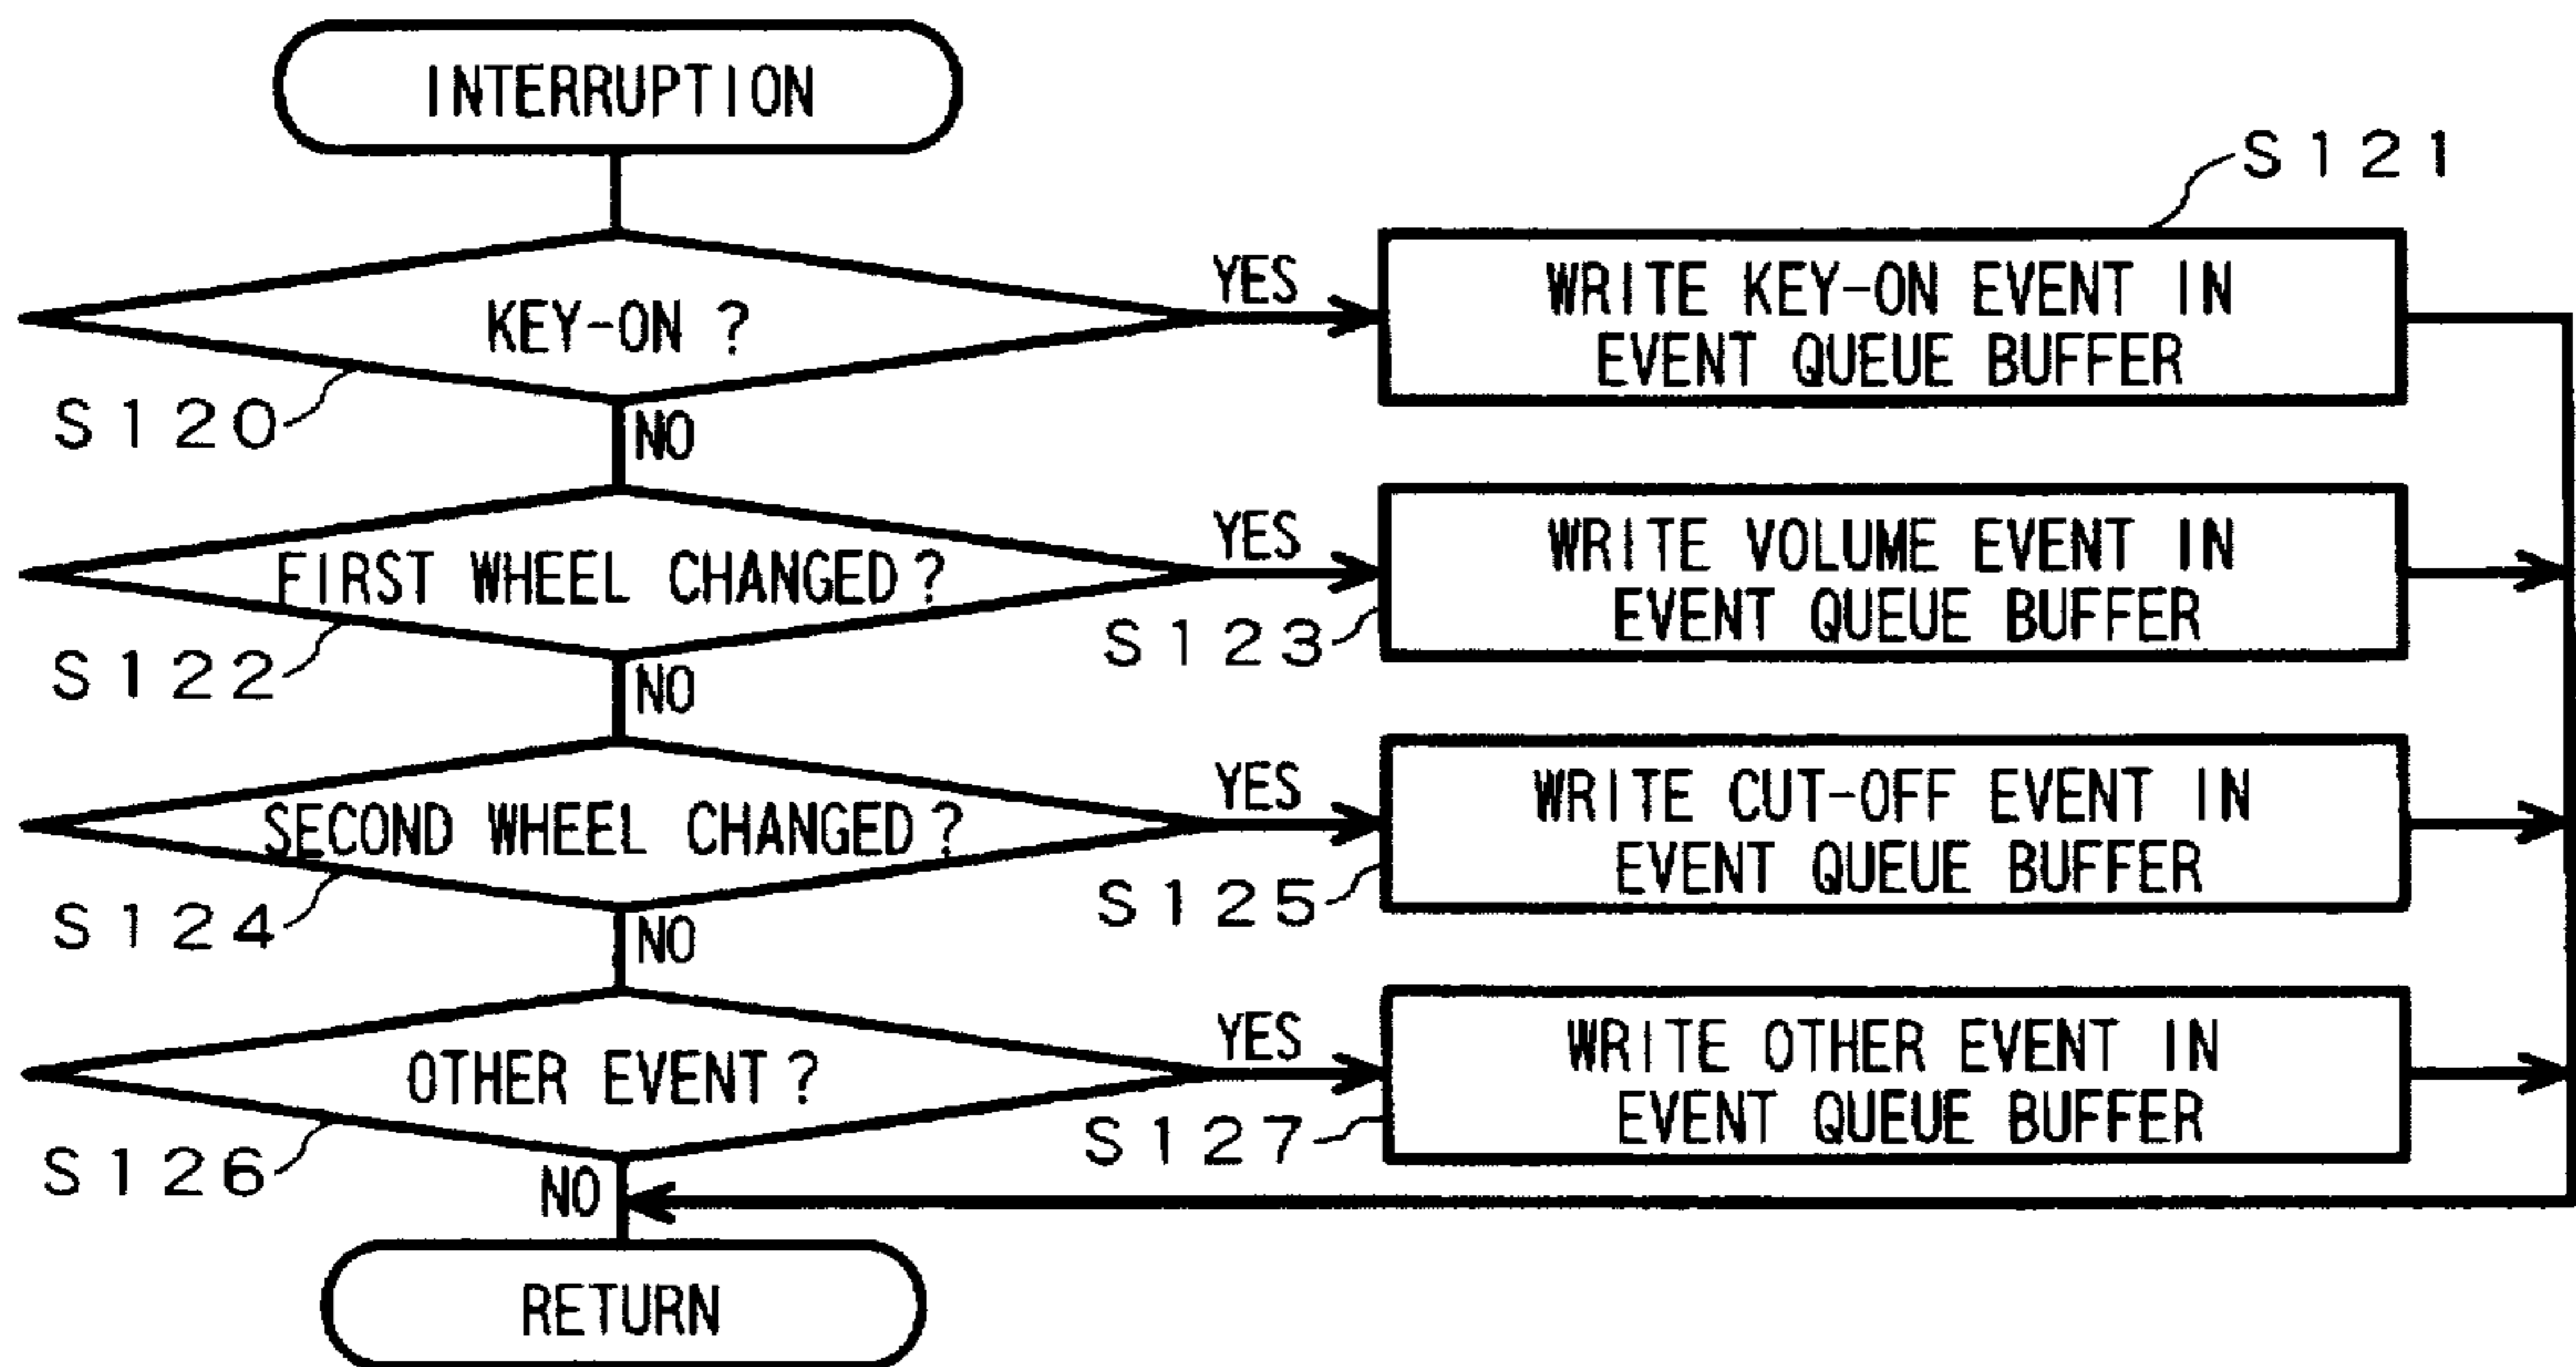 INTERRUPTION
S121
KEY-ON ?
YES
WRITE KEY-ON EVENT IN
EVENT QUEUE BUFFER
S120
NO
FIRST WHEEL CHANGED ?
YES
WRITE VOLUME EVENT IN
EVENT QUEUE BUFFER
S123
S122
NO
SECOND WHEEL CHANGED ?
YES
WRITE CUT-OFF EVENT IN
EVENT QUEUE BUFFER
S125
S124
NO
OTHER EVENT ?
YES
WRITE OTHER EVENT IN
EVENT QUEUE BUFFER
S127
S126
NO
RETURN